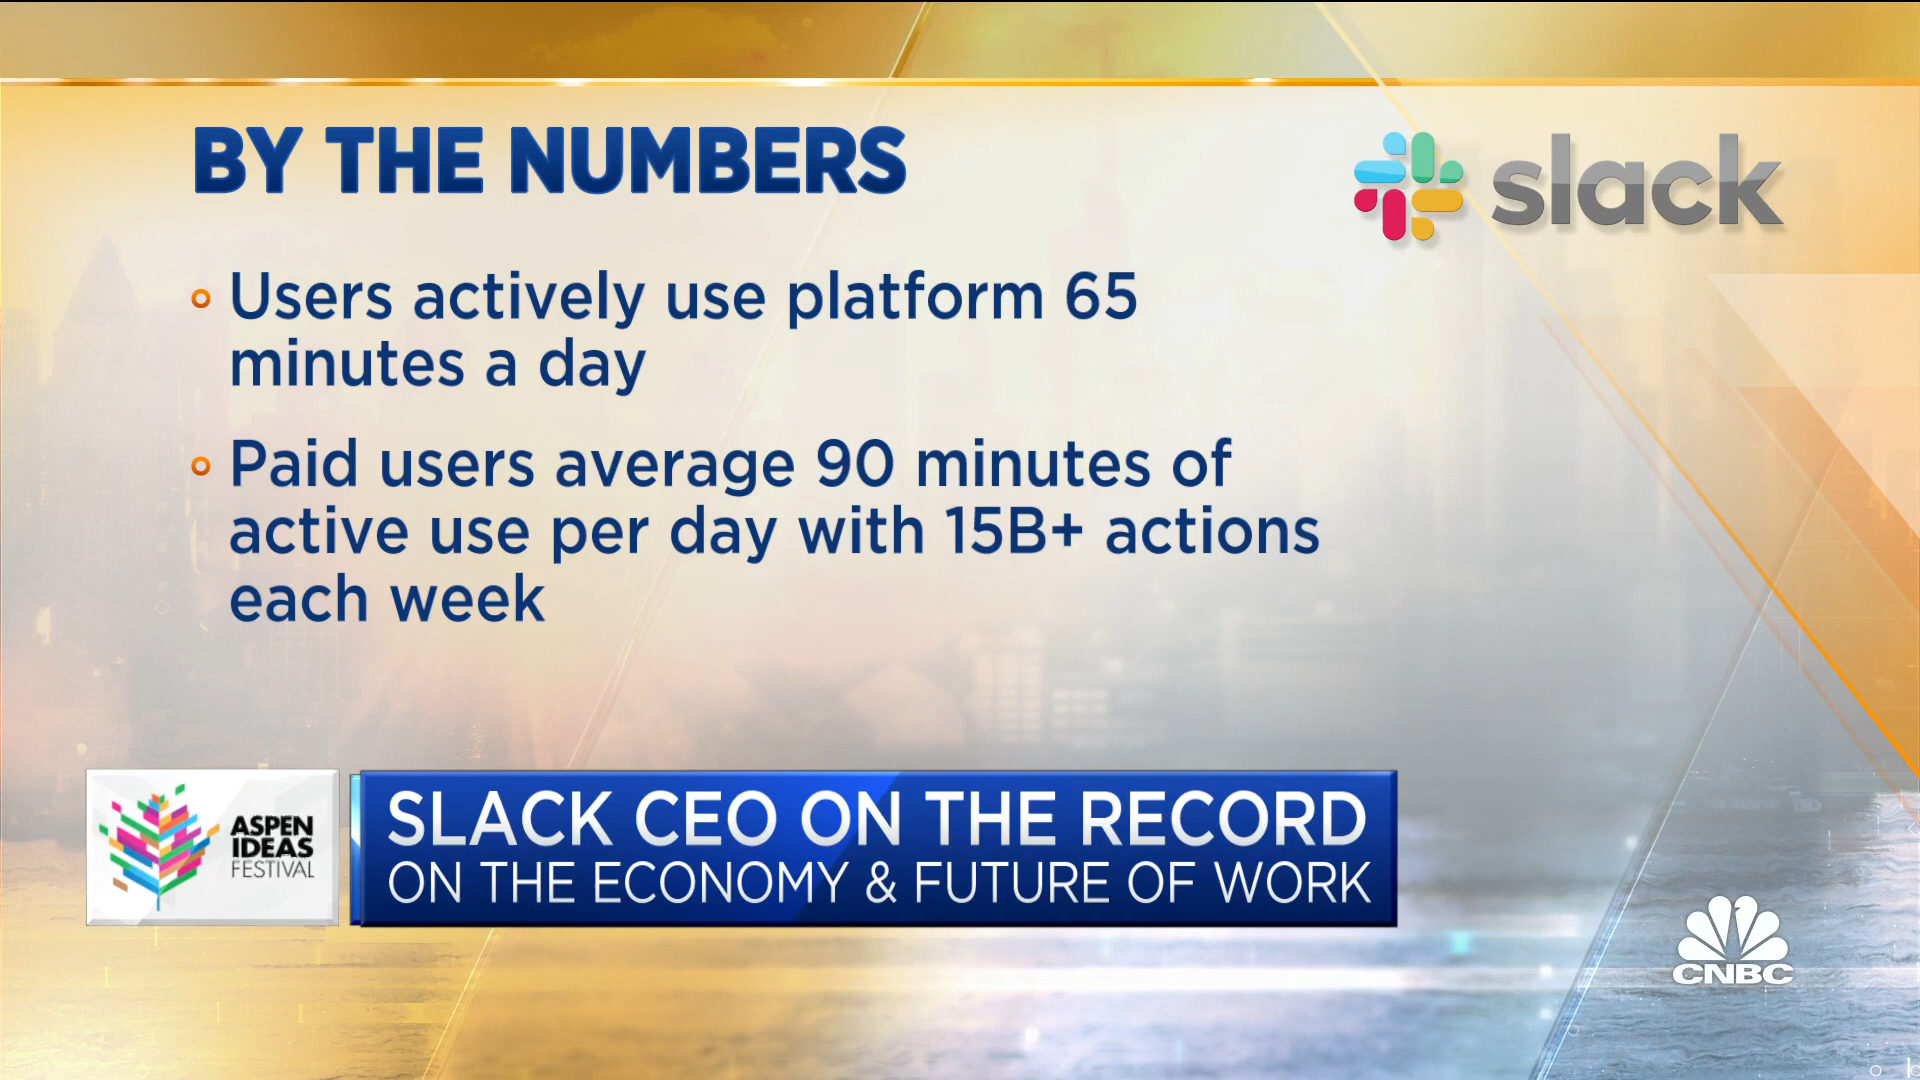 BY THE NUMBERS
slack
Users actively use platform 65
minutes a day
Paid users average 90 minutes of
active use per day with 15B+ actions
each week
ASPEN
IDEAS
FESTIVAL
SLACK CEO ON THE RECORD
ON THE ECONOMY & FUTURE OF WORK
CNBC